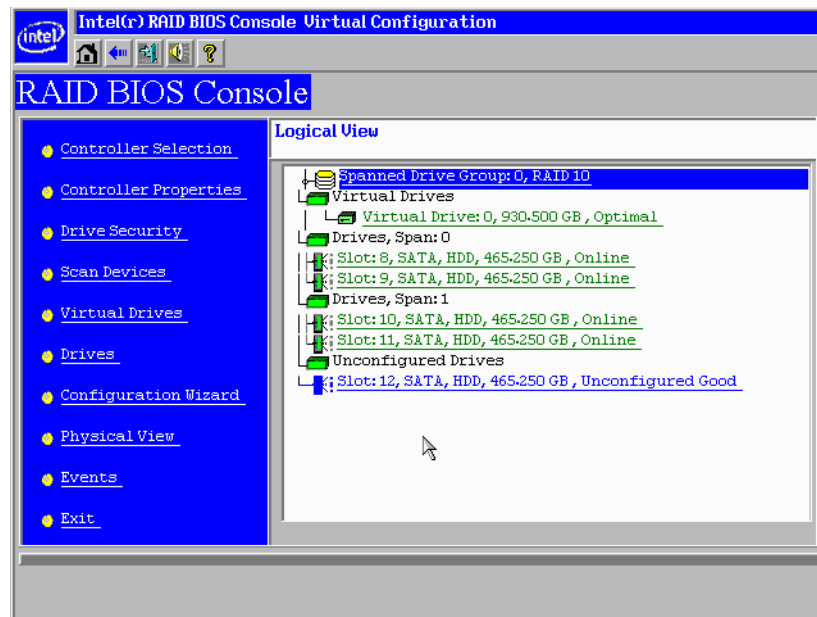 Intel(r) RAID BIOS Console Virtual Configuration
intel
RAID BIOS Console
Controller Selection
Controller Properties
Drive Security
Scan Devices
Virtual Drives
Drives
Configuration Wizard
Physical View
Events
Exit
Logical View
Spanned Drive Group: 0, RAID 10
Virtual Drives
Virtual Drive: 0, 930.500 GB , Optimal
Drives, Span: 0
Slot: 8, SATA, HDD, 465.250 GB , Online
Slot: 9, SATA, HDD, 465.250 GB , Online
Drives, Span: 1
Slot: 10, SATA, HDD, 465.250 GB , Online
Slot: 11, SATA, HDD, 465.250 GB , Online
Unconfigured Drives
Slot: 12, SATA, HDD, 465.250 GB , Unconfigured Good